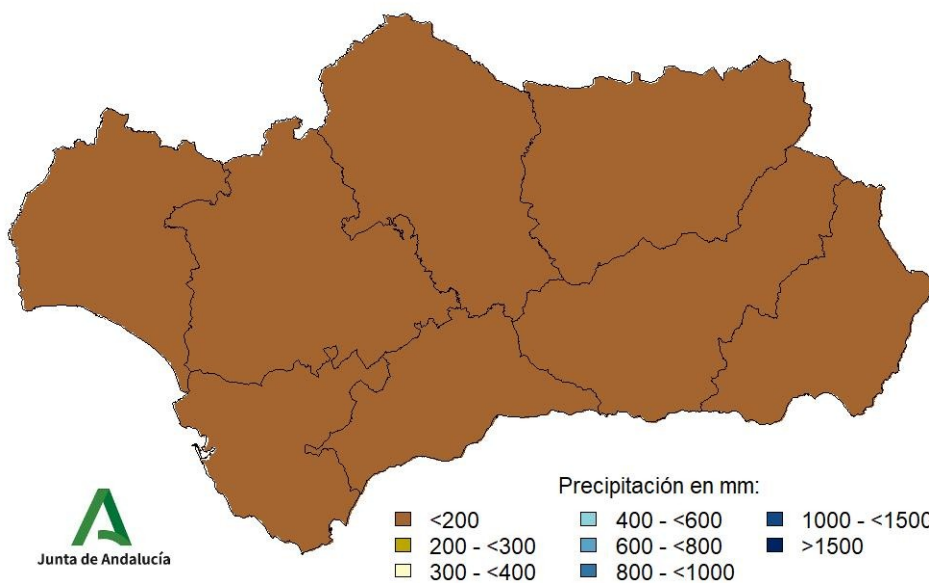 Precipitación en mm:
<200
200 - <300
300 - <400
400 - <600
600 - <800
800 - <1000
1000 - <1500
>1500
Junta de Andalucía